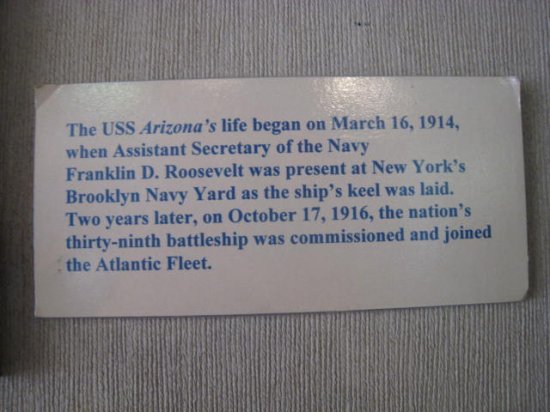 The USS Arizona's life began on March 16, 1914,
when Assistant Secretary of the Navy
Franklin D. Roosevelt was present at New York's
Brooklyn Navy Yard as the ship's keel was laid.
Two years later, on October 17, 1916, the nation's
thirty-ninth battleship was commissioned and joined
the Atlantic Fleet.